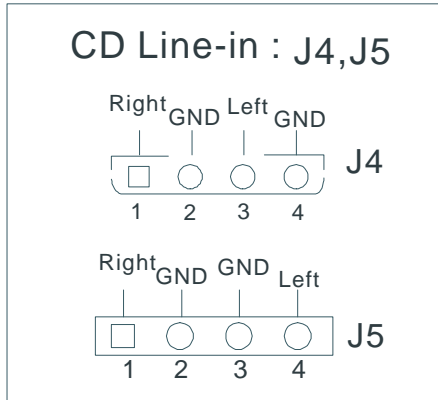 CD Line-in : J4,J5
Right GND Left GND
J4
1 2 3 4
Right GND GND Left
J5
1 2 3 4